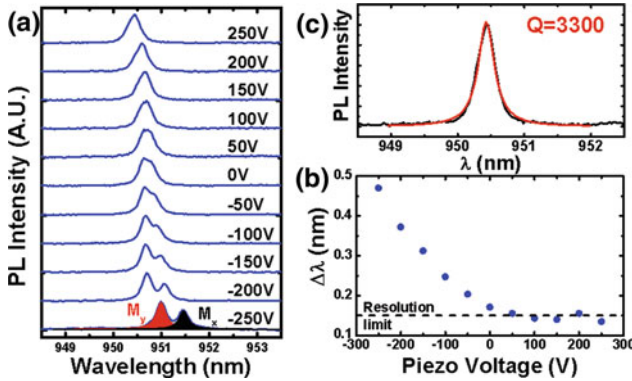 (a)
250V
200V
150V
100V
50V
0V
-50V
-100V
-150V
-200V
-250V
My
Mx
PL Intensity (A.U.)
949 950 951 952 953
Wavelength (nm)
(c)
Q=3300
PL Intensity
949 950 951 952
λ (nm)
(b)
0.5
0.4
0.3
0.2
0.1
Δλ (nm)
Resolution
limit
-300 -200 -100 0 100 200 300
Piezo Voltage (V)